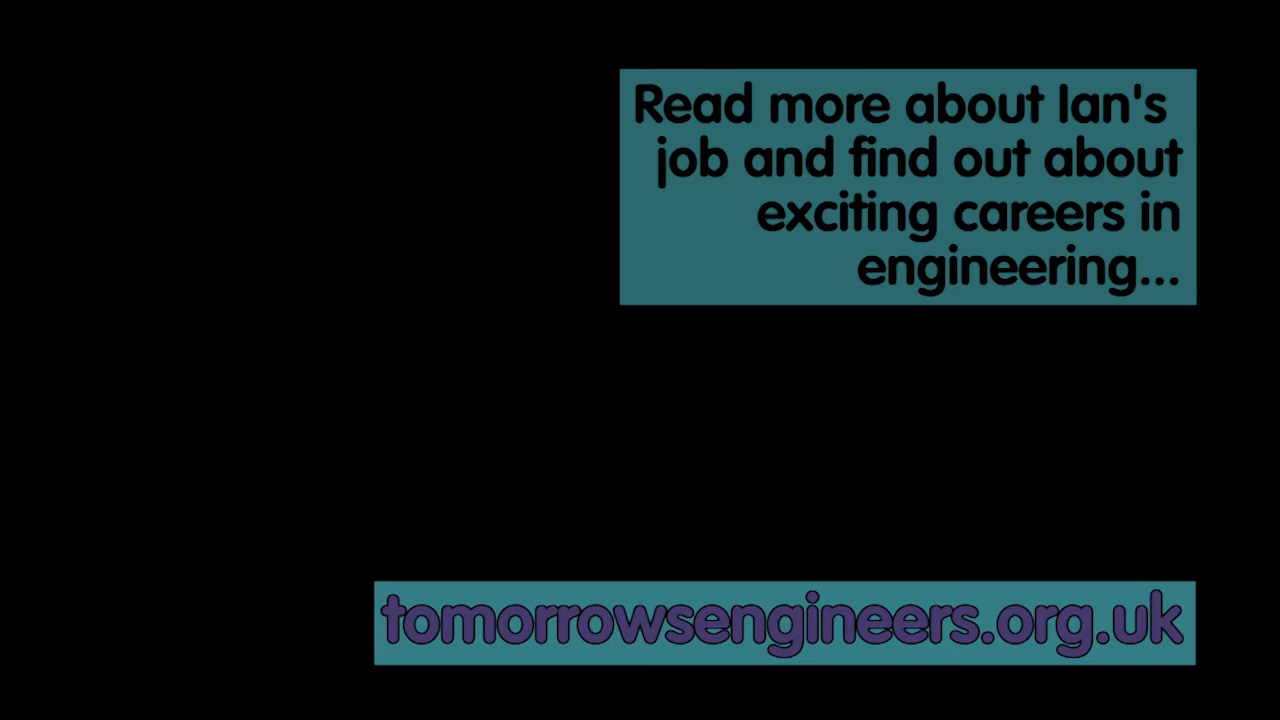 Read more about Ian's
job and find out about
exciting careers in
engineering...
tomorrowsengineers.org.uk